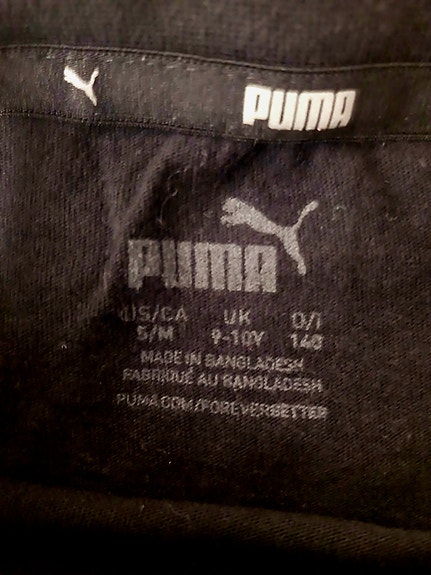 PUMA
PUMA
US/CA UK D/I
S/M 9-10Y 140
MADE IN BANGLADESH
FABRIQUÉ AU BANGLADESH
PUMA.COM/FOREVERBETTER